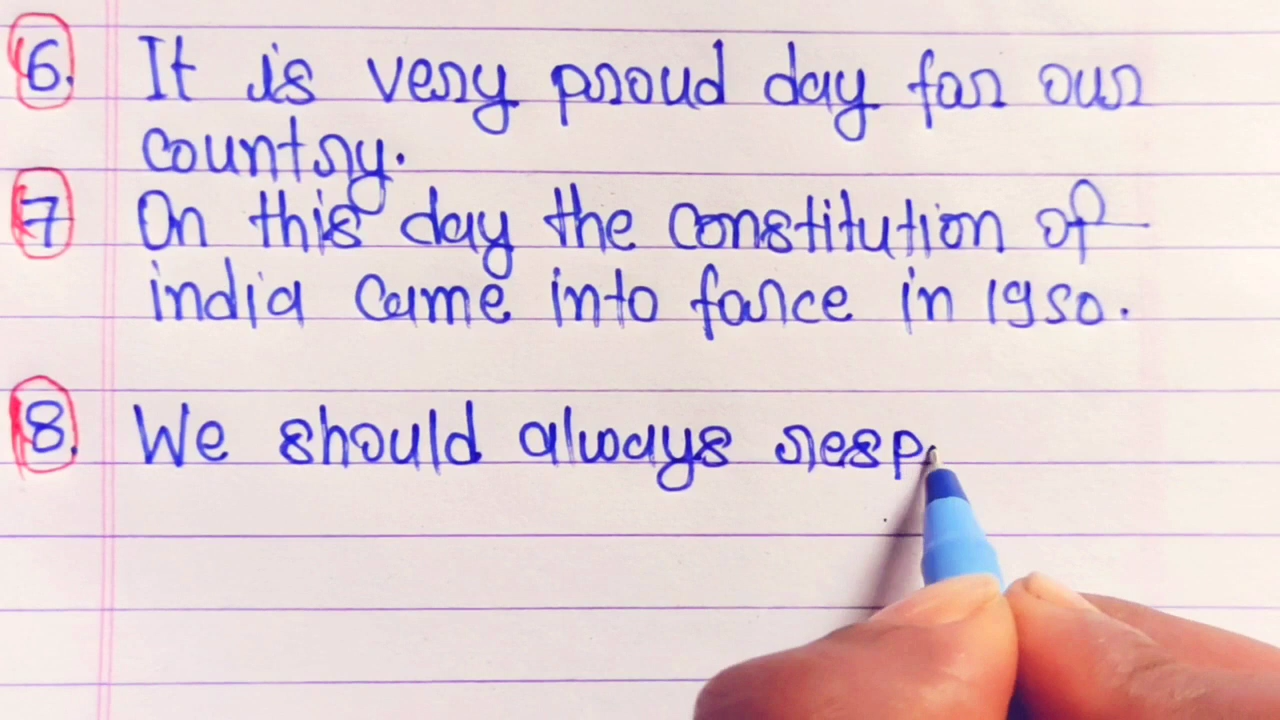 6. It is very proud day for our
country.
7 On this day the constitution of
india came into force in 1950.
8. We should always resp